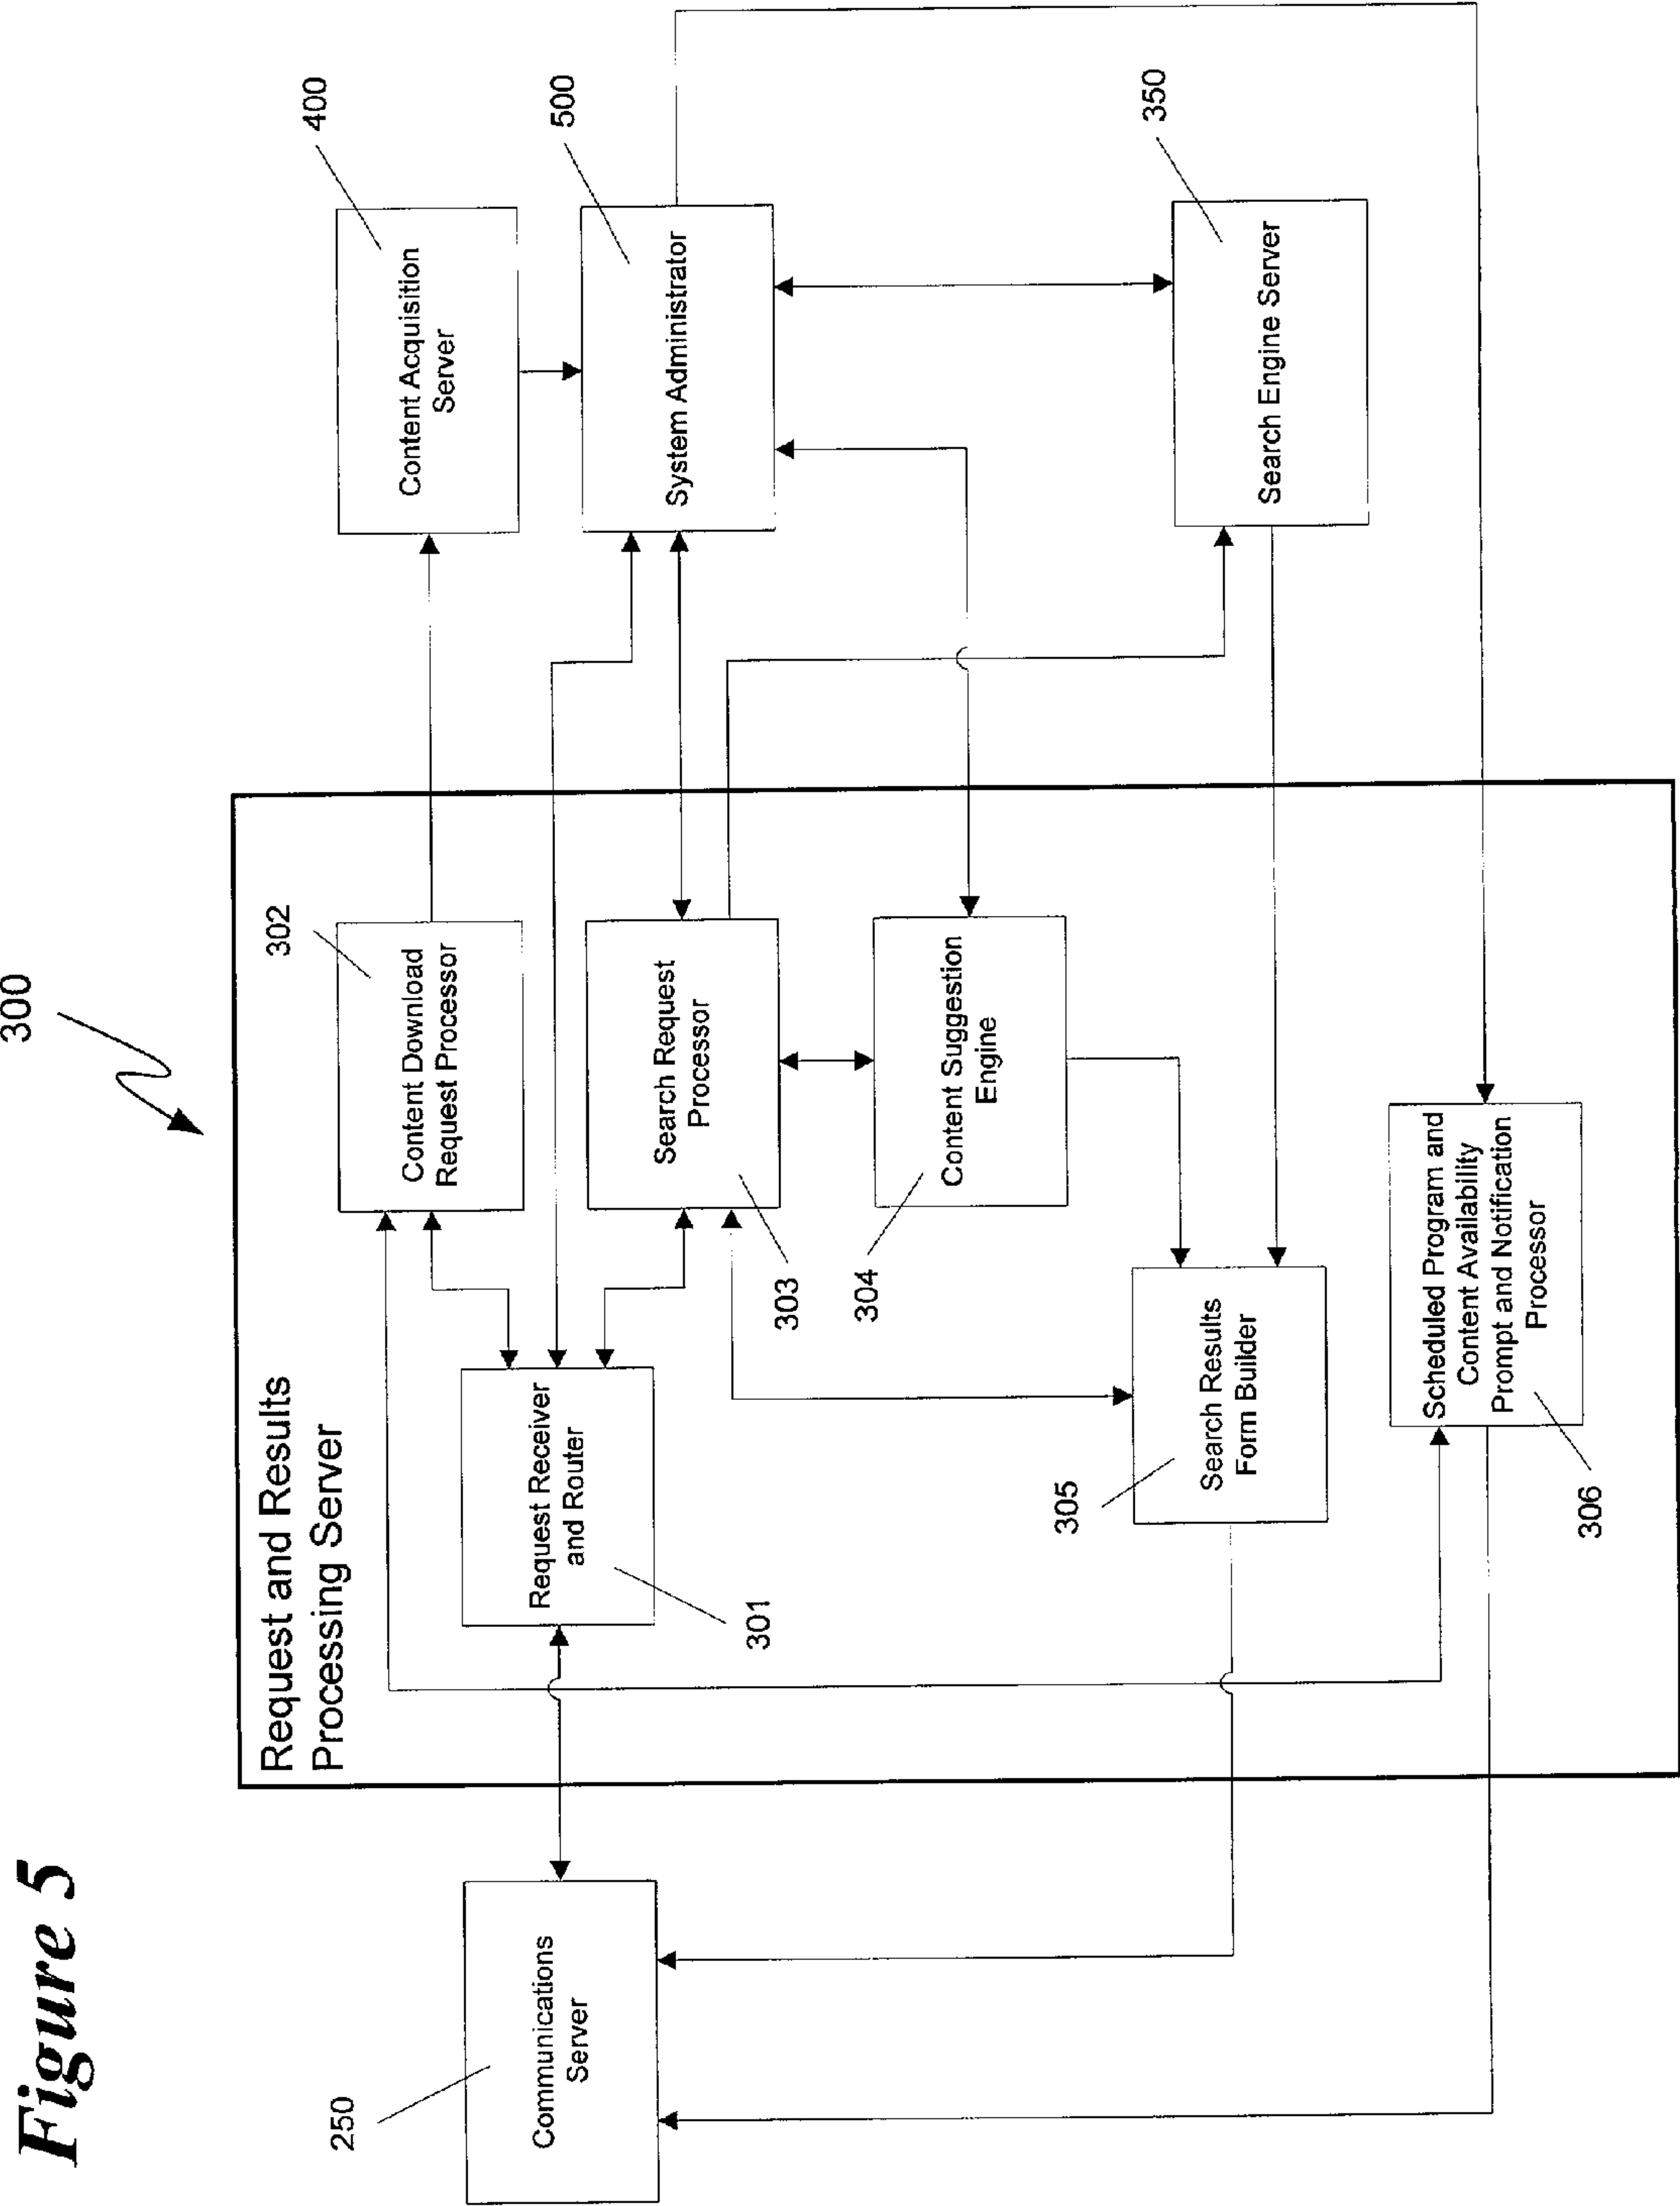 Figure 5
300
Request and Results
Processing Server
250
Communications
Server
Request Receiver
and Router
301
302
Content Download
Request Processor
400
Content Acquisition
Server
Search Request
Processor
303
500
System Administrator
Content Suggestion
Engine
304
305
Search Results
Form Builder
350
Search Engine Server
Scheduled Program and
Content Availability
Prompt and Notification
Processor
306